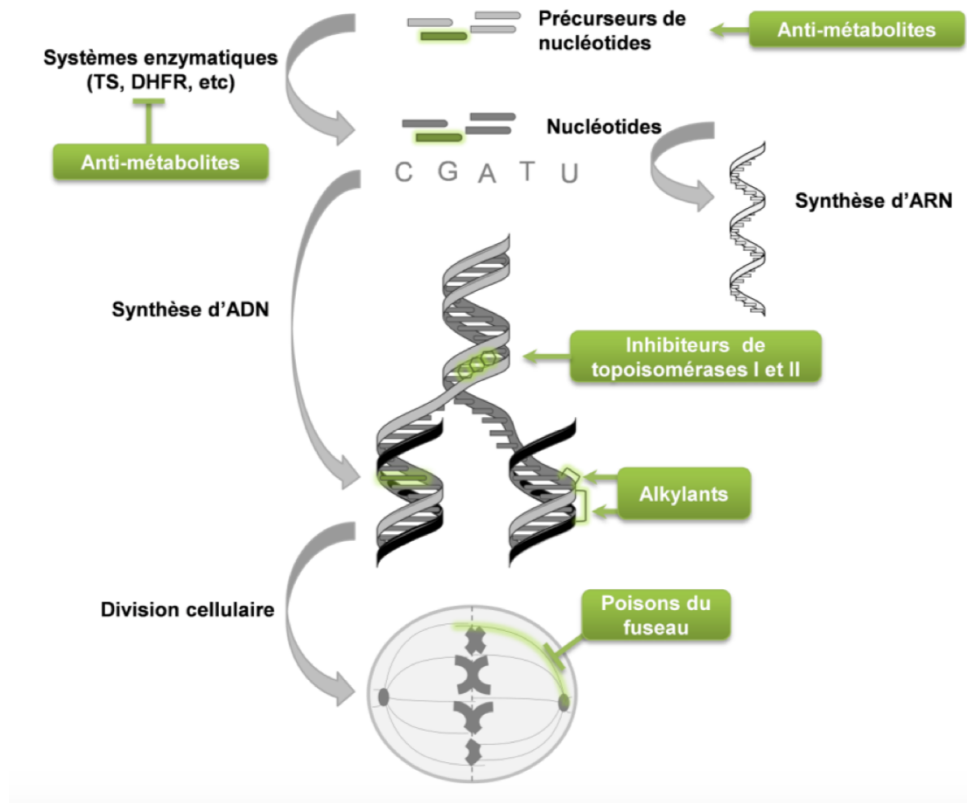 Précurseurs de
nucléotides
Anti-métabolites
Systèmes enzymatiques
(TS, DHFR, etc)
Anti-métabolites
Nucléotides
C G A T U
Synthèse d'ARN
Synthèse d'ADN
Inhibiteurs de
topoisomérases I et II
Alkylants
Division cellulaire
Poisons du
fuseau